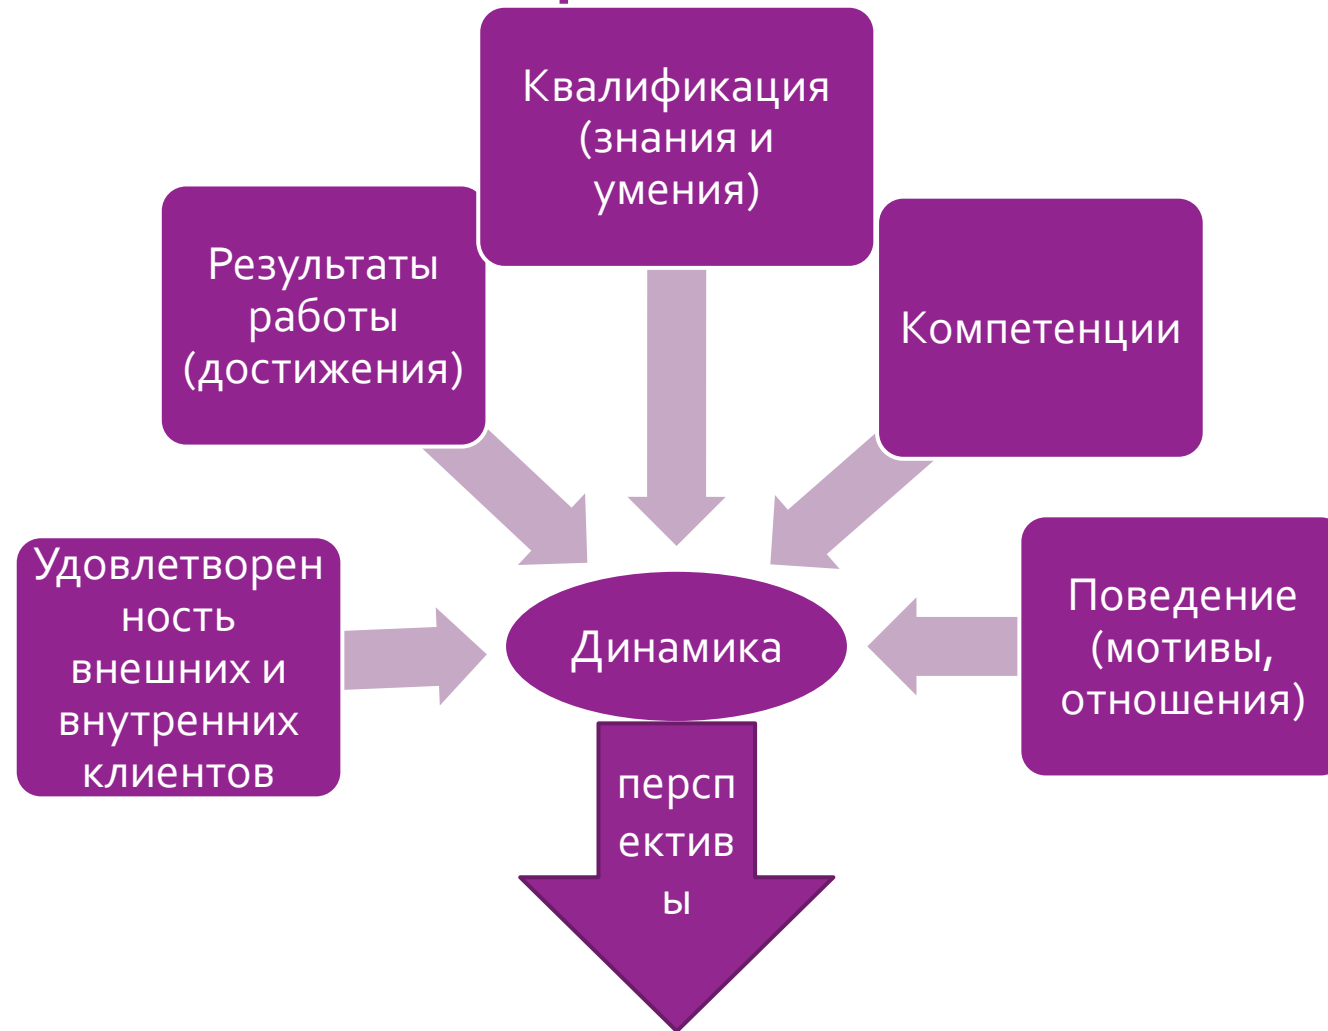 Квалификация
(знания и
умения)
Результаты
работы
(достижения)
Компетенции
Удовлетворен
ность
внешних и
внутренних
клиентов
Динамика
Поведение
(мотивы,
отношения)
персп
ектив
ы